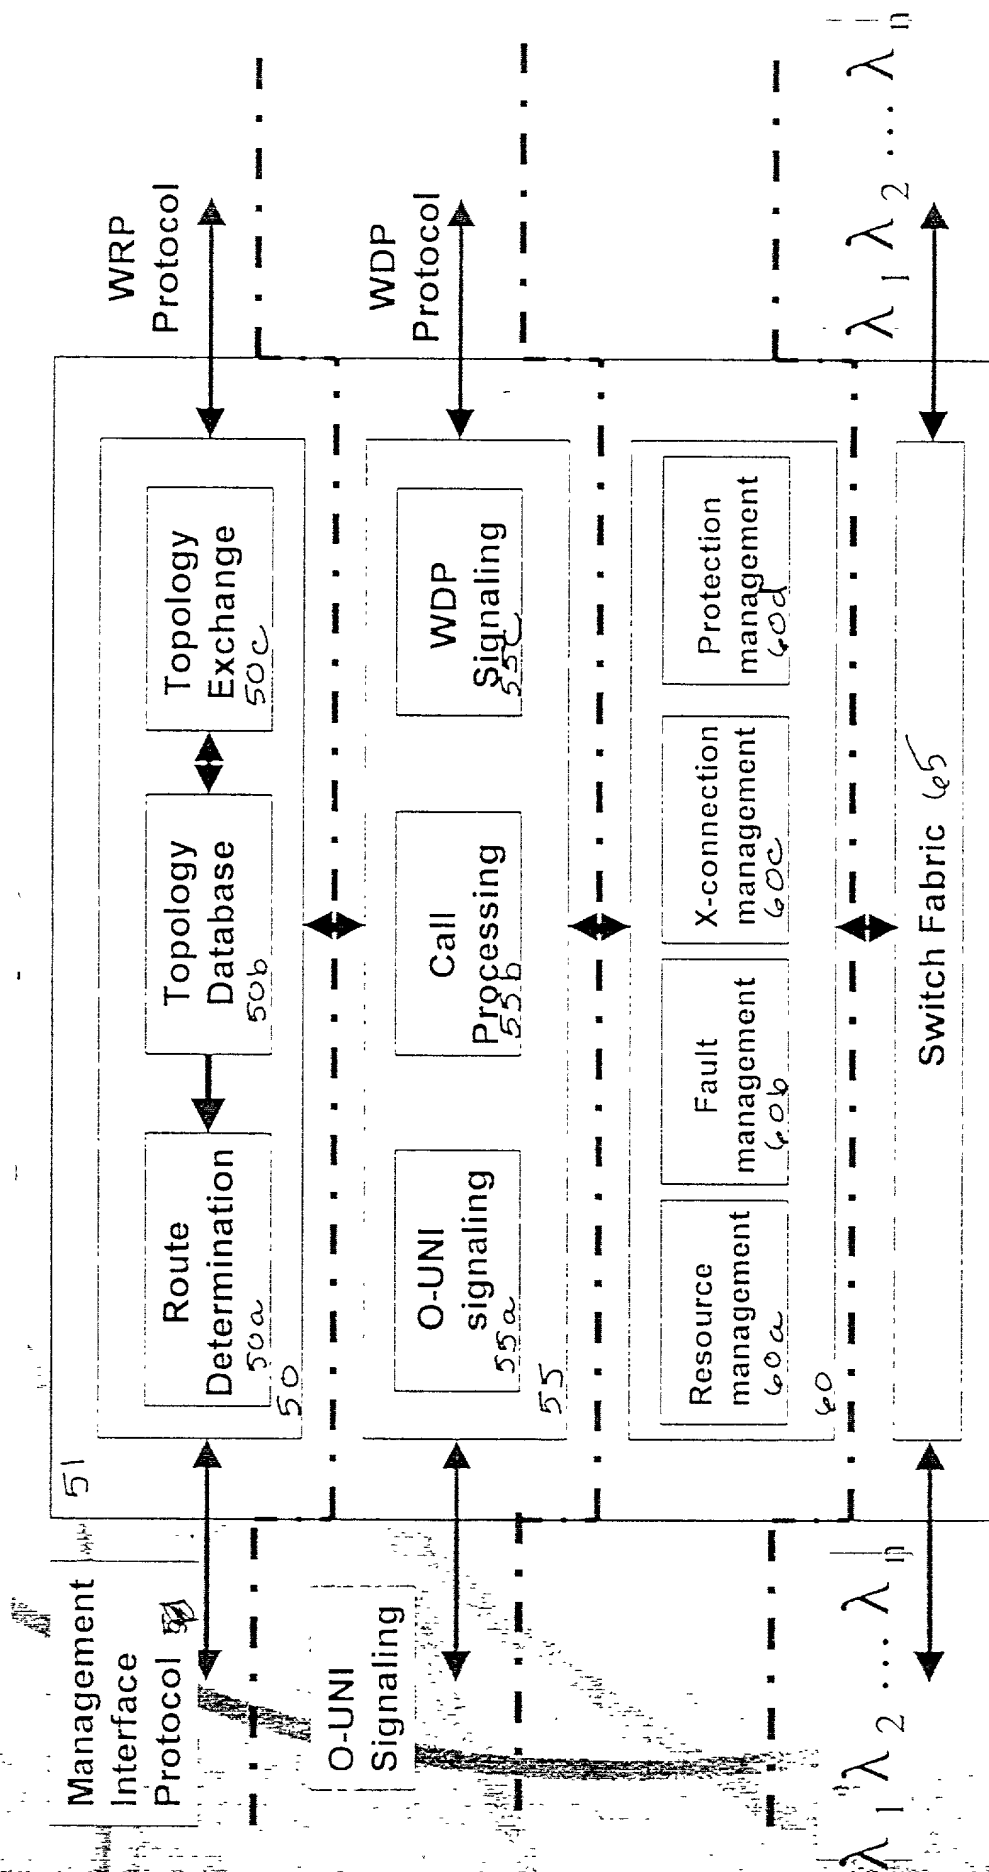 Management
Interface
Protocol
51
WRP
Protocol
Route
Determination
50a
Topology
Database
50b
Topology
Exchange
50c
50
O-UNI
Signaling
WDP
Protocol
O-UNI
signaling
55a
Call
Processing
55b
WDP
Signaling
55c
55
Resource
management
60a
Fault
management
60b
X-connection
management
60c
Protection
management
60d
60
λ1 λ2 ... λn
Switch Fabric 65
λ1 λ2 ... λn